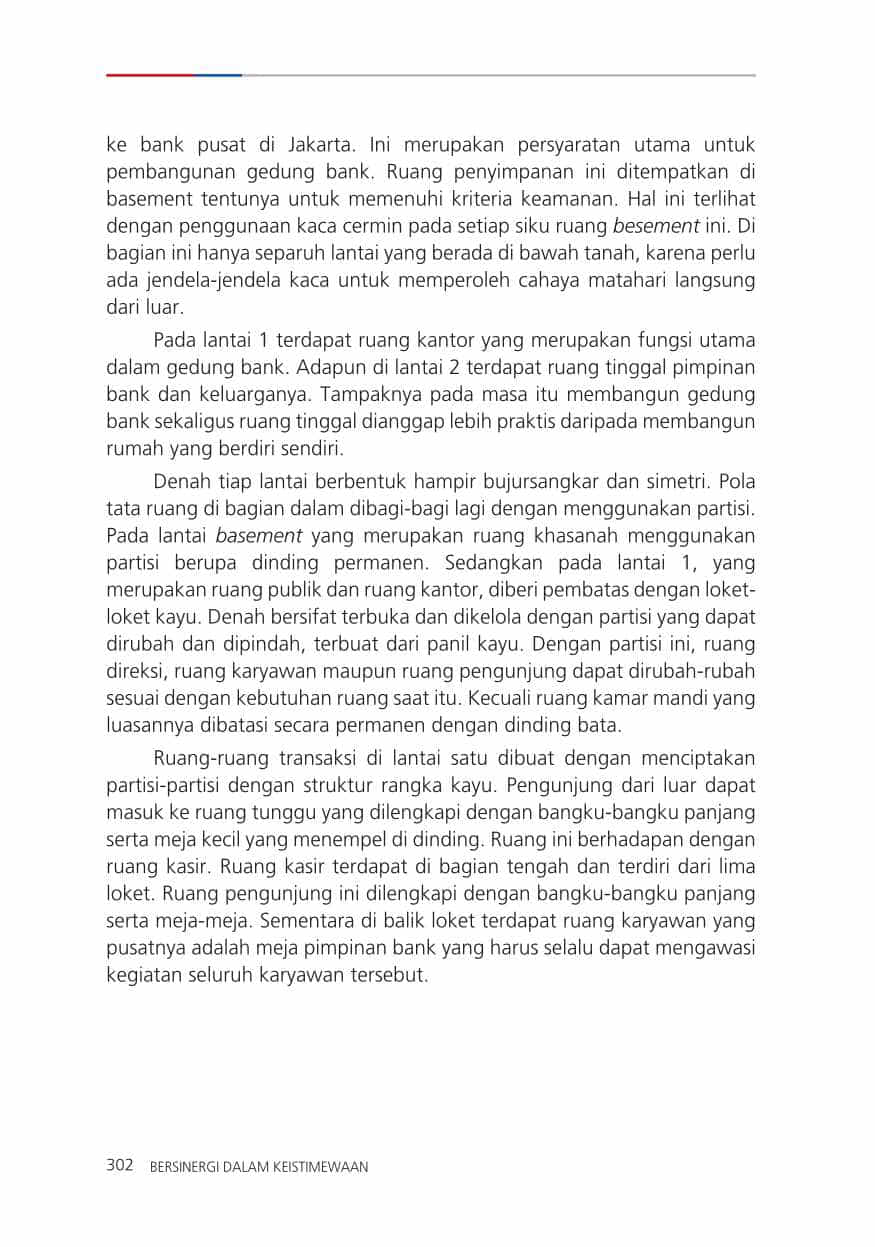 ke bank pusat di Jakarta. Ini merupakan persyaratan utama untuk
pembangunan gedung bank. Ruang penyimpanan ini ditempatkan di
basement tentunya untuk memenuhi kriteria keamanan. Hal ini terlihat
dengan penggunaan kaca cermin pada setiap siku ruang besement ini. Di
bagian ini hanya separuh lantai yang berada di bawah tanah, karena perlu
ada jendela-jendela kaca untuk memperoleh cahaya matahari langsung
dari luar.
Pada lantai 1 terdapat ruang kantor yang merupakan fungsi utama
dalam gedung bank. Adapun di lantai 2 terdapat ruang tinggal pimpinan
bank dan keluarganya. Tampaknya pada masa itu membangun gedung
bank sekaligus ruang tinggal dianggap lebih praktis daripada membangun
rumah yang berdiri sendiri.
Denah tiap lantai berbentuk hampir bujursangkar dan simetri. Pola
tata ruang di bagian dalam dibagi-bagi lagi dengan menggunakan partisi.
Pada lantai basement yang merupakan ruang khasanah menggunakan
partisi berupa dinding permanen. Sedangkan pada lantai 1, yang
merupakan ruang publik dan ruang kantor, diberi pembatas dengan loket-
loket kayu. Denah bersifat terbuka dan dikelola dengan partisi yang dapat
dirubah dan dipindah, terbuat dari panil kayu. Dengan partisi ini, ruang
direksi, ruang karyawan maupun ruang pengunjung dapat dirubah-rubah
sesuai dengan kebutuhan ruang saat itu. Kecuali ruang kamar mandi yang
luasannya dibatasi secara permanen dengan dinding bata.
Ruang-ruang transaksi di lantai satu dibuat dengan menciptakan
partisi-partisi dengan struktur rangka kayu. Pengunjung dari luar dapat
masuk ke ruang tunggu yang dilengkapi dengan bangku-bangku panjang
serta meja kecil yang menempel di dinding. Ruang ini berhadapan dengan
ruang kasir. Ruang kasir terdapat di bagian tengah dan terdiri dari lima
loket. Ruang pengunjung ini dilengkapi dengan bangku-bangku panjang
serta meja-meja. Sementara di balik loket terdapat ruang karyawan yang
pusatnya adalah meja pimpinan bank yang harus selalu dapat mengawasi
kegiatan seluruh karyawan tersebut.
302 BERSINERGI DALAM KEISTIMEWAAN